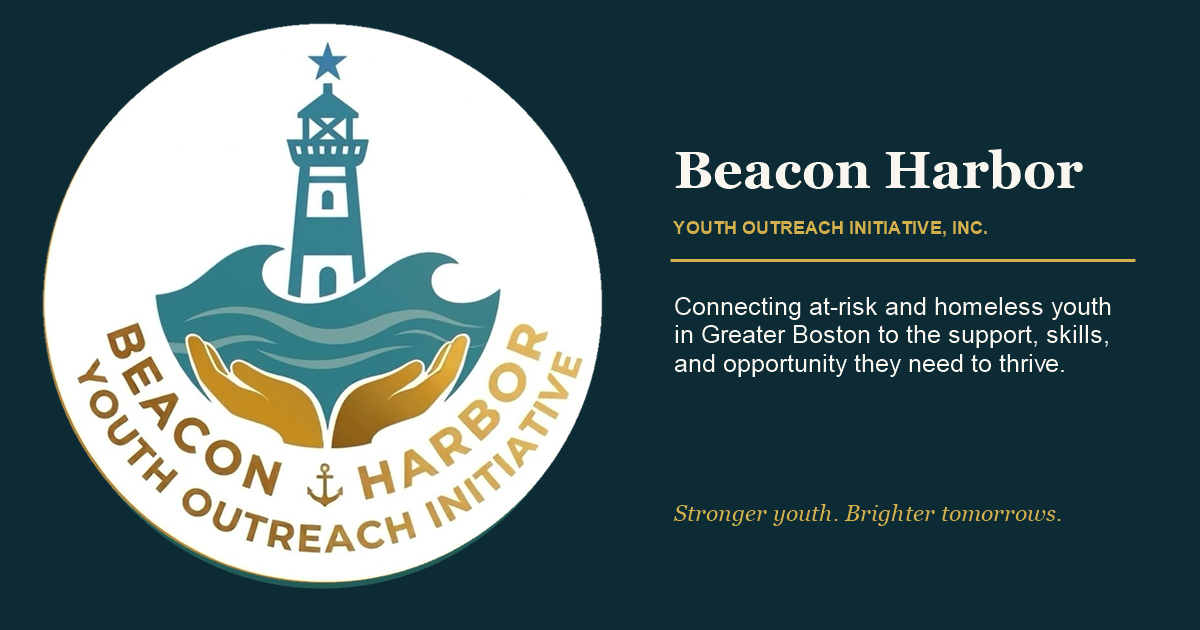 BEACON HARBOR
YOUTH OUTREACH INITIATIVE
Beacon Harbor
YOUTH OUTREACH INITIATIVE, INC.
Connecting at-risk and homeless youth
in Greater Boston to the support, skills,
and opportunity they need to thrive.
Stronger youth. Brighter tomorrows.